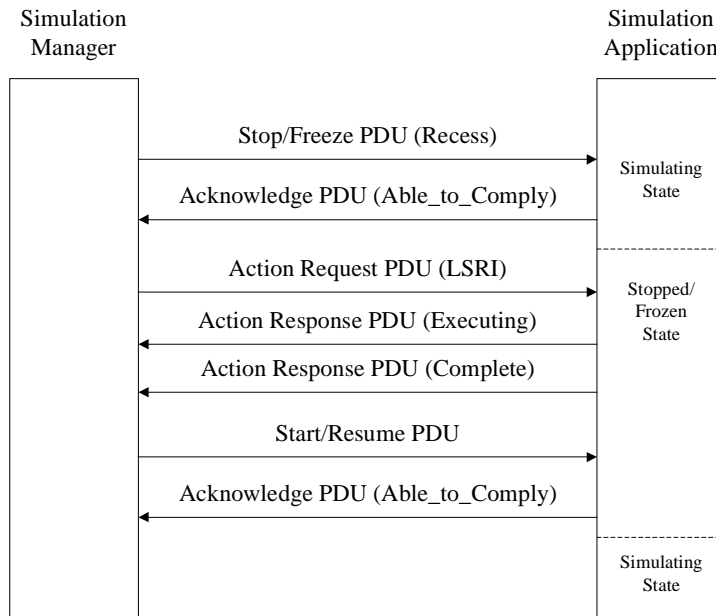 Simulation
Manager
Simulation
Application
Stop/Freeze PDU (Recess)
Simulating
State
Acknowledge PDU (Able_to_Comply)
Action Request PDU (LSRI)
Stopped/
Frozen
State
Action Response PDU (Executing)
Action Response PDU (Complete)
Start/Resume PDU
Acknowledge PDU (Able_to_Comply)
Simulating
State